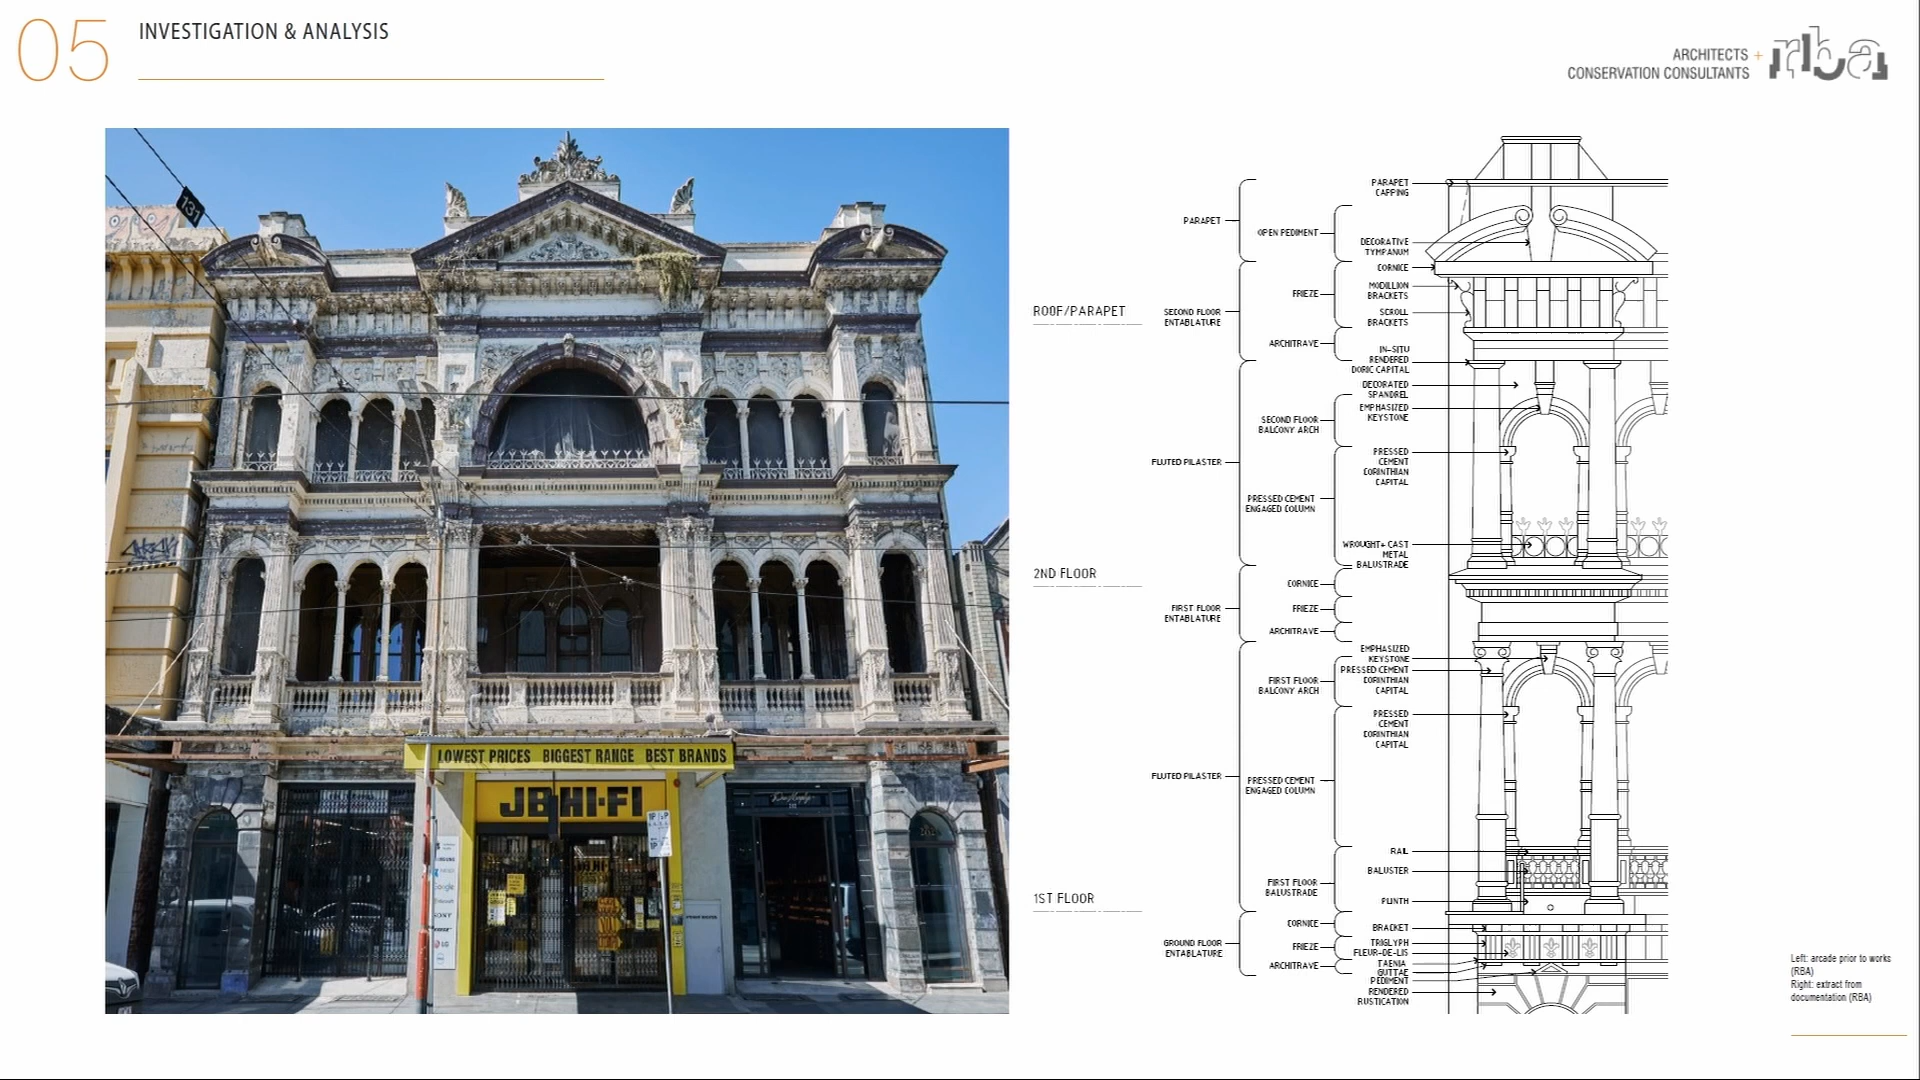 05
INVESTIGATION & ANALYSIS
ARCHITECTS +
CONSERVATION CONSULTANTS
rba
131
LOWEST PRICES BIGGEST RANGE BEST BRANDS
JB HI-FI
1P
1P
Google
SONY
LG
ROOF/PARAPET
2ND FLOOR
1ST FLOOR
PARAPET
SECOND FLOOR
ENTABLATURE
FLUTED PILASTER
FIRST FLOOR
ENTABLATURE
FLUTED PILASTER
GROUND FLOOR
ENTABLATURE
OPEN PEDIMENT
FRIEZE
ARCHITRAVE
SECOND FLOOR
BALCONY ARCH
PRESSED CEMENT
ENGAGED COLUMN
CORNICE
FRIEZE
ARCHITRAVE
FIRST FLOOR
BALCONY ARCH
PRESSED CEMENT
ENGAGED COLUMN
FIRST FLOOR
BALUSTRADE
CORNICE
FRIEZE
ARCHITRAVE
PARAPET
CAPPING
DECORATIVE
TYMPANUM
CORNICE
MODILLION
BRACKETS
SCROLL
BRACKETS
IN-SITU
RENDERED
DORIC CAPITAL
DECORATED
SPANDREL
EMPHASIZED
KEYSTONE
PRESSED
CEMENT
CORINTHIAN
CAPITAL
WROUGHT+ CAST
METAL
BALUSTRADE
EMPHASIZED
KEYSTONE
PRESSED CEMENT
CORINTHIAN
CAPITAL
PRESSED
CEMENT
CORINTHIAN
CAPITAL
RAIL
BALUSTER
PLINTH
BRACKET
TRIGLYPH
FLEUR-DE-LIS
TAENIA
GUTTAE
PEDIMENT
RENDERED
RUSTICATION
Left: arcade prior to works
(RBA)
Right: extract from
documentation (RBA)